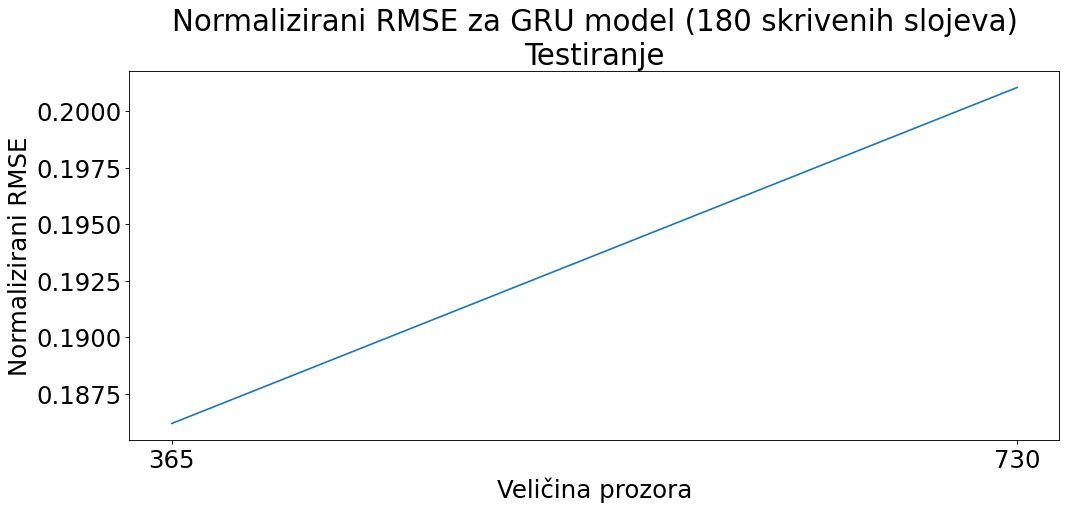 Normalizirani RMSE za GRU model (180 skrivenih slojeva)
Testiranje
Normalizirani RMSE
0.2000
0.1975
0.1950
0.1925
0.1900
0.1875
365
730
Veličina prozora